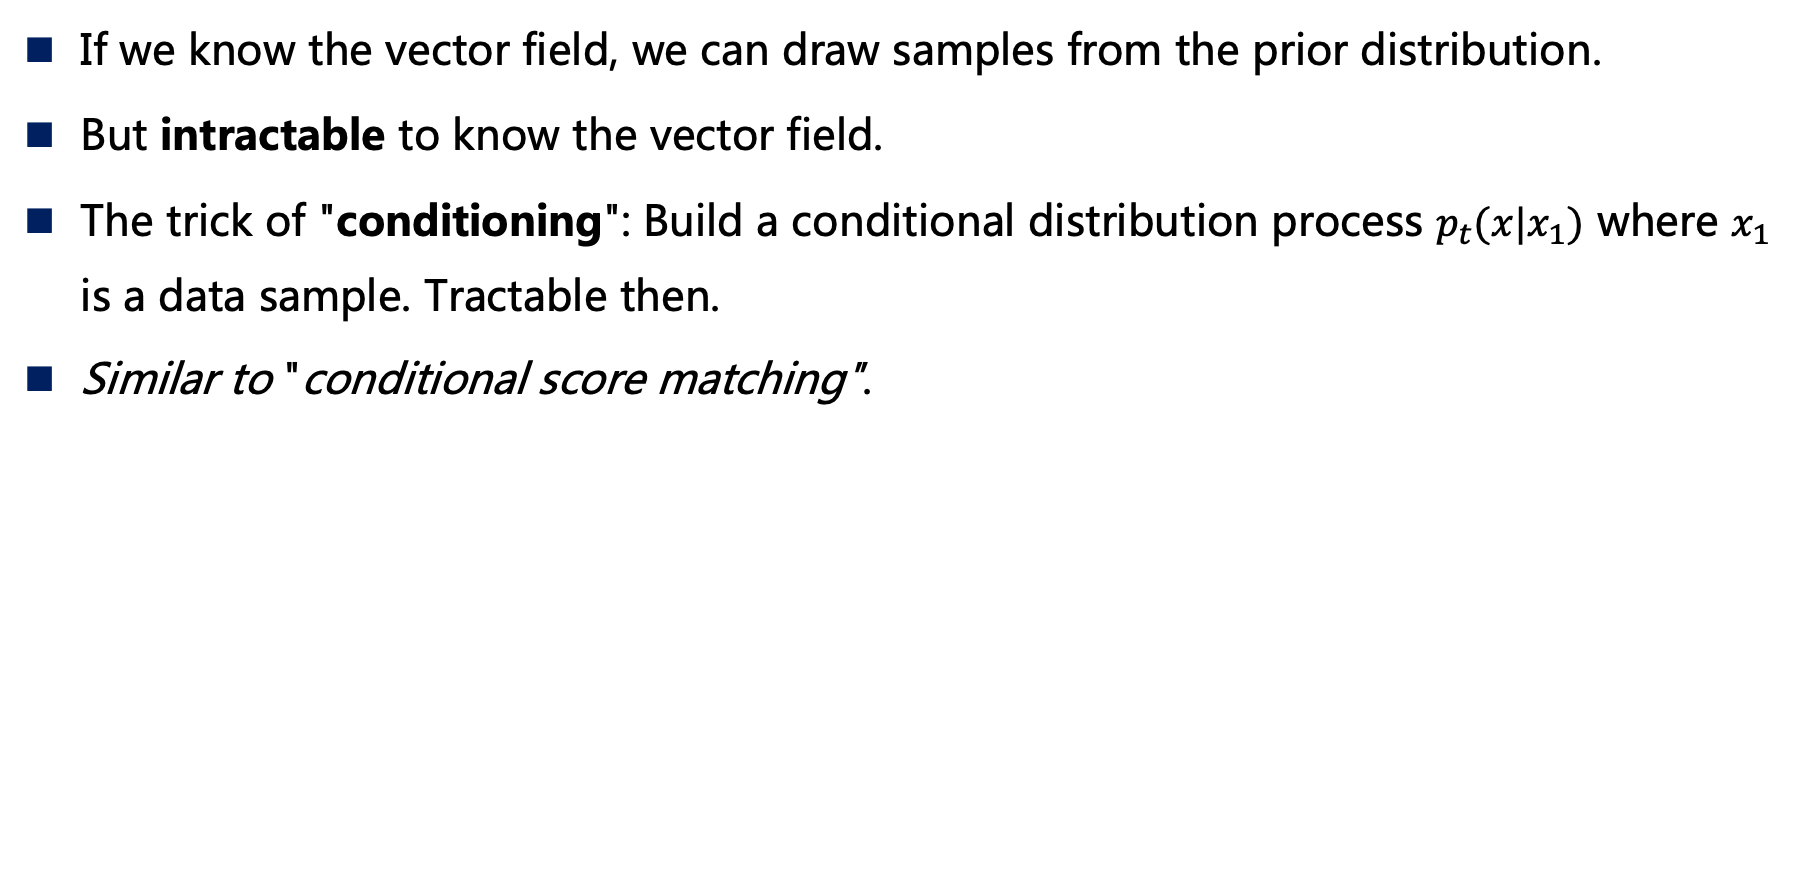 ■ If we know the vector field, we can draw samples from the prior distribution.
■ But intractable to know the vector field.
■ The trick of "conditioning": Build a conditional distribution process 𝑝ₜ(𝑥|𝑥₁) where 𝑥₁
is a data sample. Tractable then.
■ Similar to "conditional score matching".